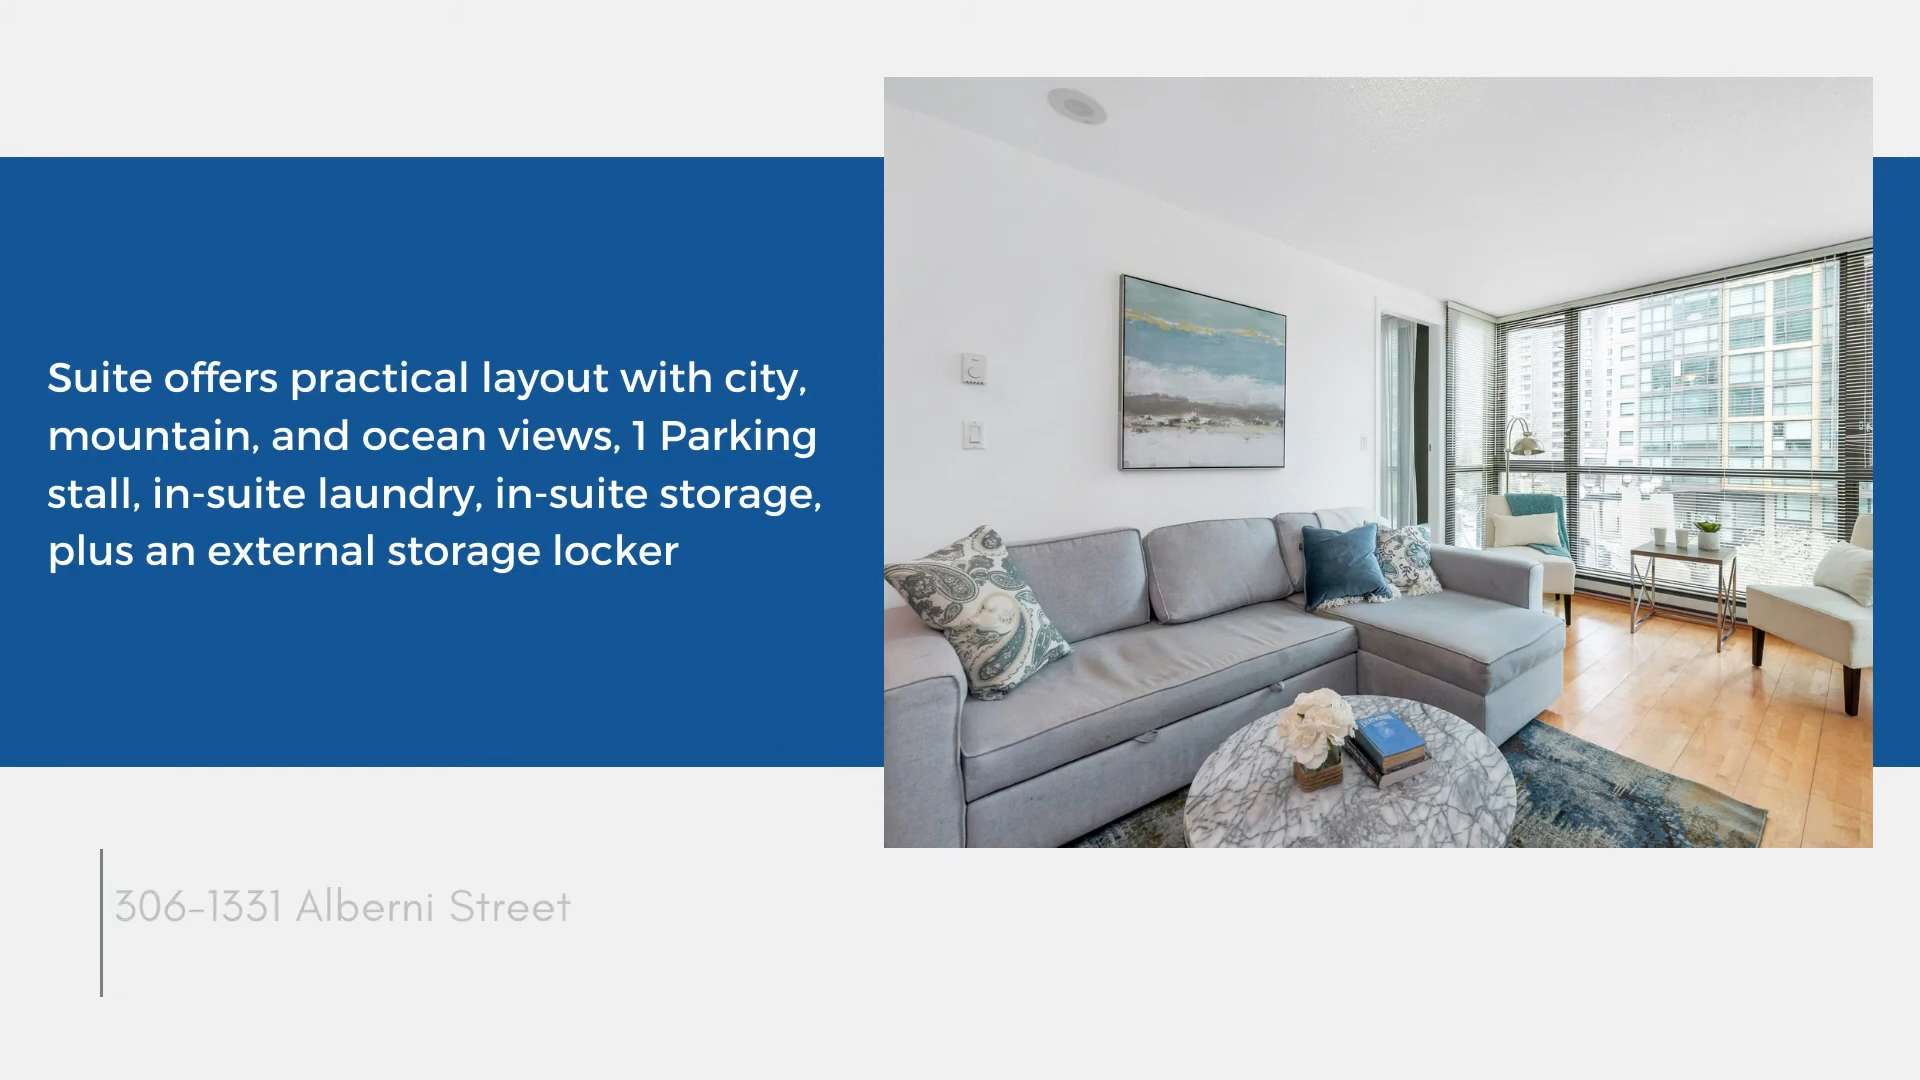 Suite offers practical layout with city,
mountain, and ocean views, 1 Parking
stall, in-suite laundry, in-suite storage,
plus an external storage locker
306-1331 Alberni Street